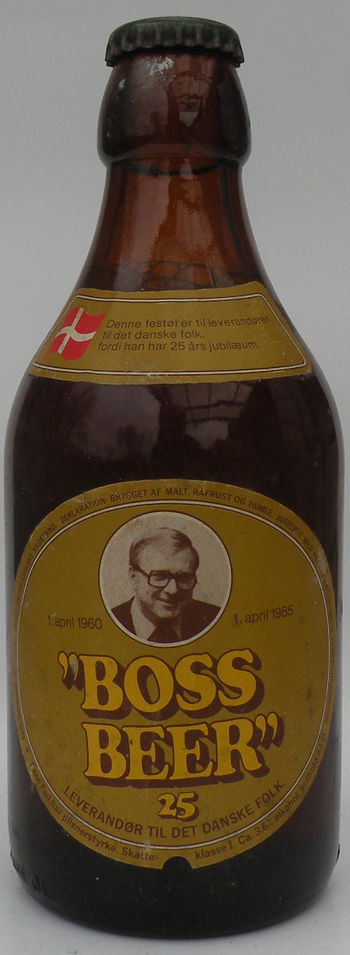 Denne festøl er til leverandøren
til det danske folk,
fordi han har 25 års jubilæum.
DEKLARATION: BRYGGET AF MALT, RÅFRUGT OG HUMLE.
1. april 1960
1. april 1985
"BOSS
BEER"
25
LEVERANDØR TIL DET DANSKE FOLK
har pilsnerstyrke. Skatte-
klasse I. Ca. 3.6% alkohol